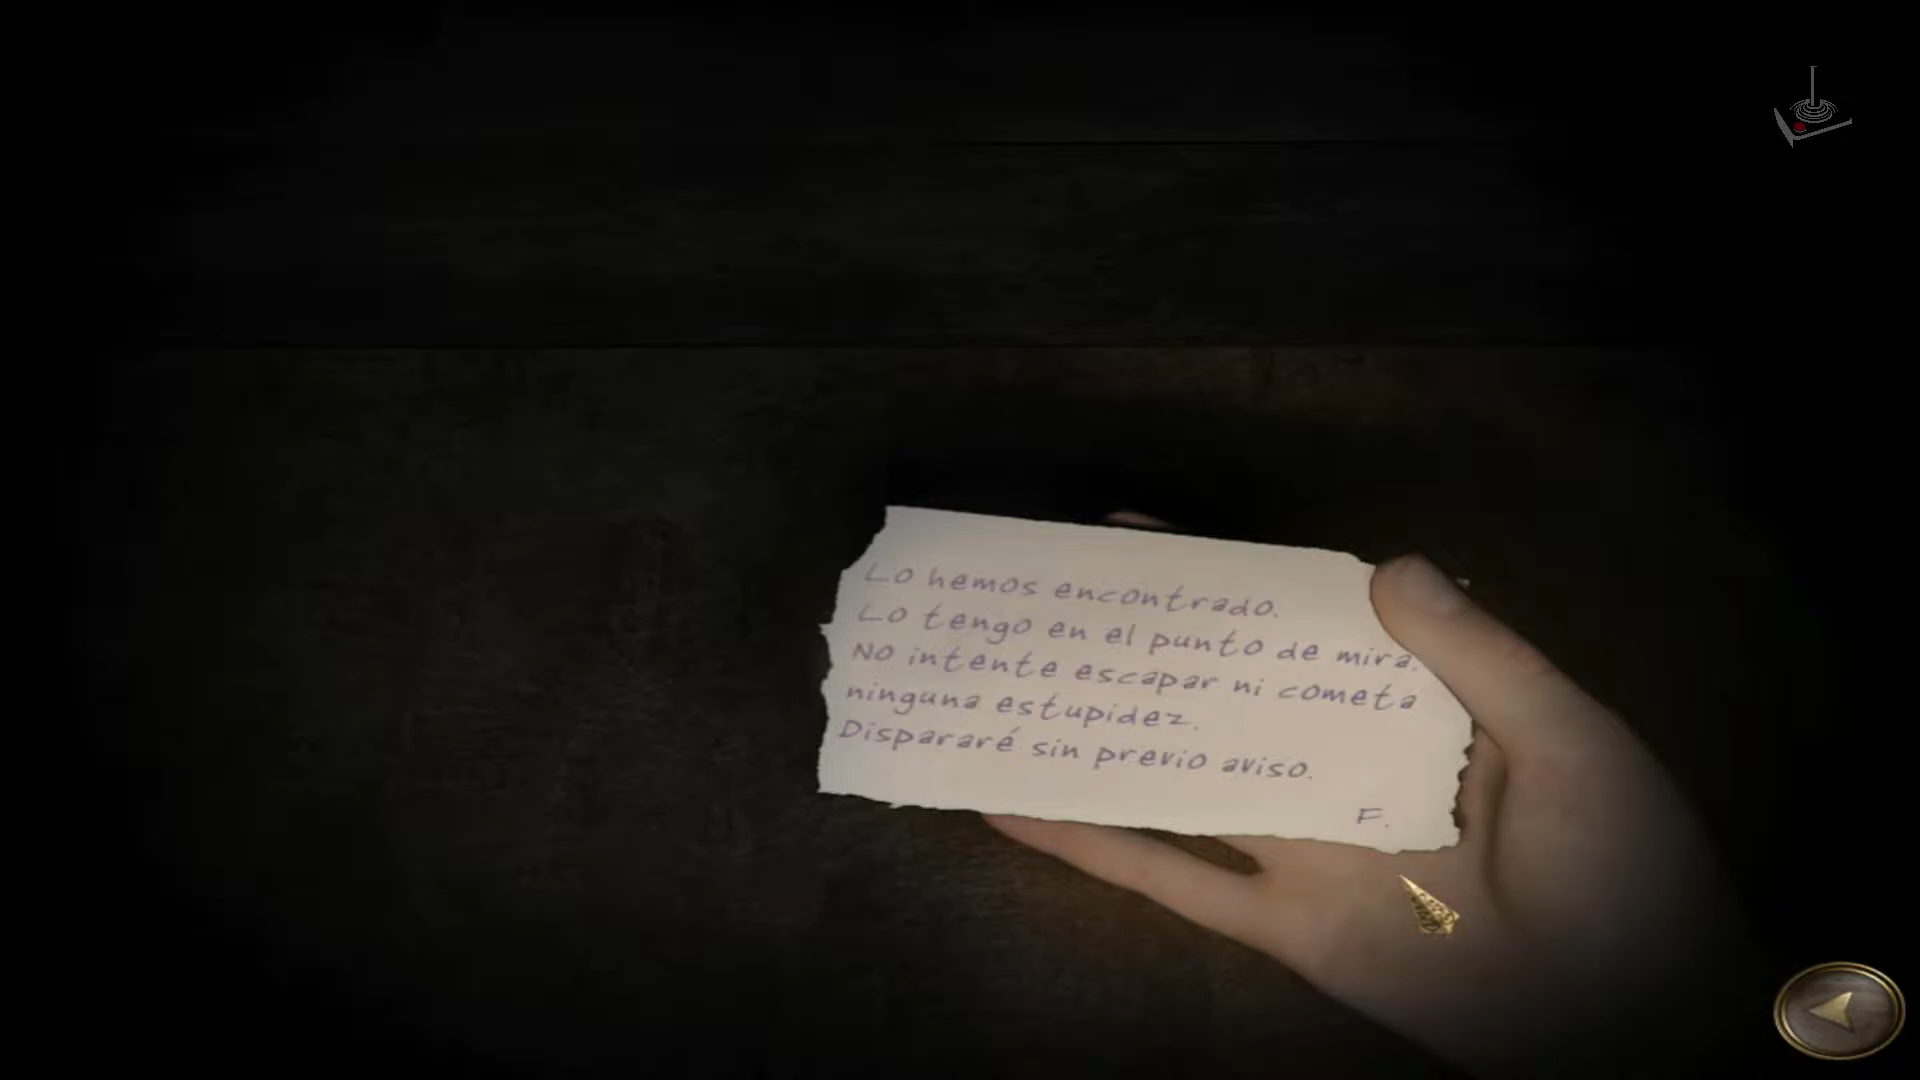 Lo hemos encontrado.
Lo tengo en el punto de mira.
No intente escapar ni cometa
ninguna estupidez.
Dispararé sin previo aviso.
F.